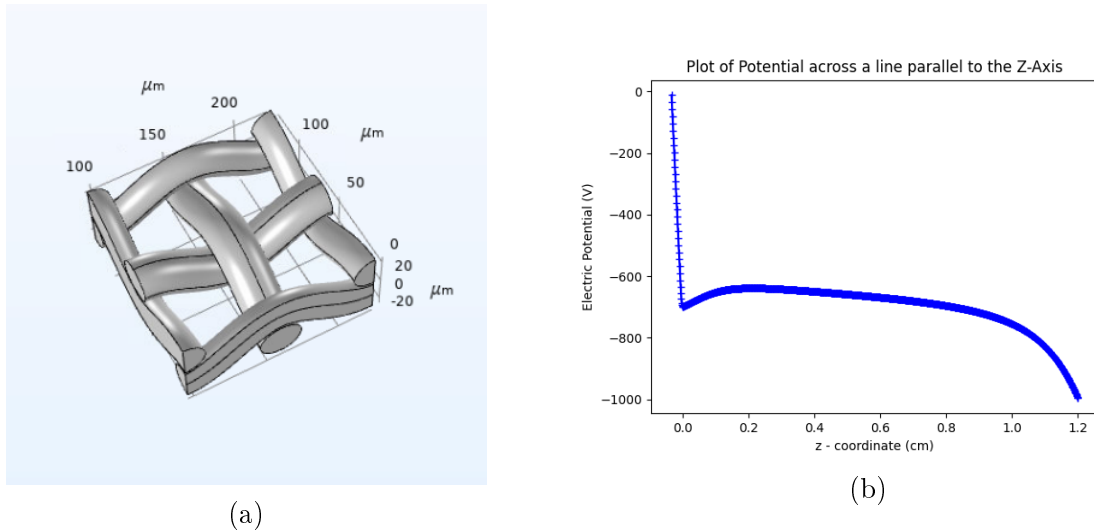 μm
200
150
100
μm
100
50
0
20
0
-20
μm
(a)
Plot of Potential across a line parallel to the Z-Axis
Electric Potential (V)
0
−200
−400
−600
−800
−1000
0.0 0.2 0.4 0.6 0.8 1.0 1.2
z - coordinate (cm)
(b)